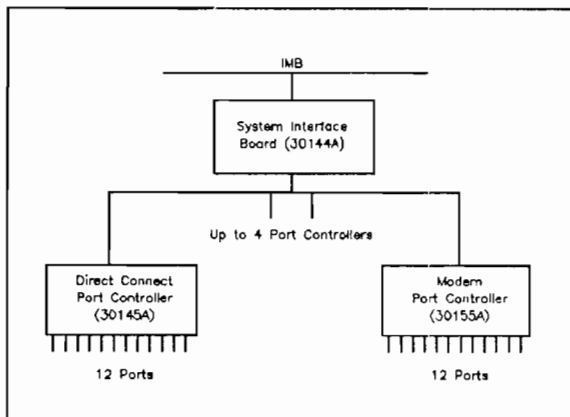 IMB
System Interface
Board (30144A)
Up to 4 Port Controllers
Direct Connect
Port Controller
(30145A)
Modem
Port Controller
(30155A)
12 Ports
12 Ports